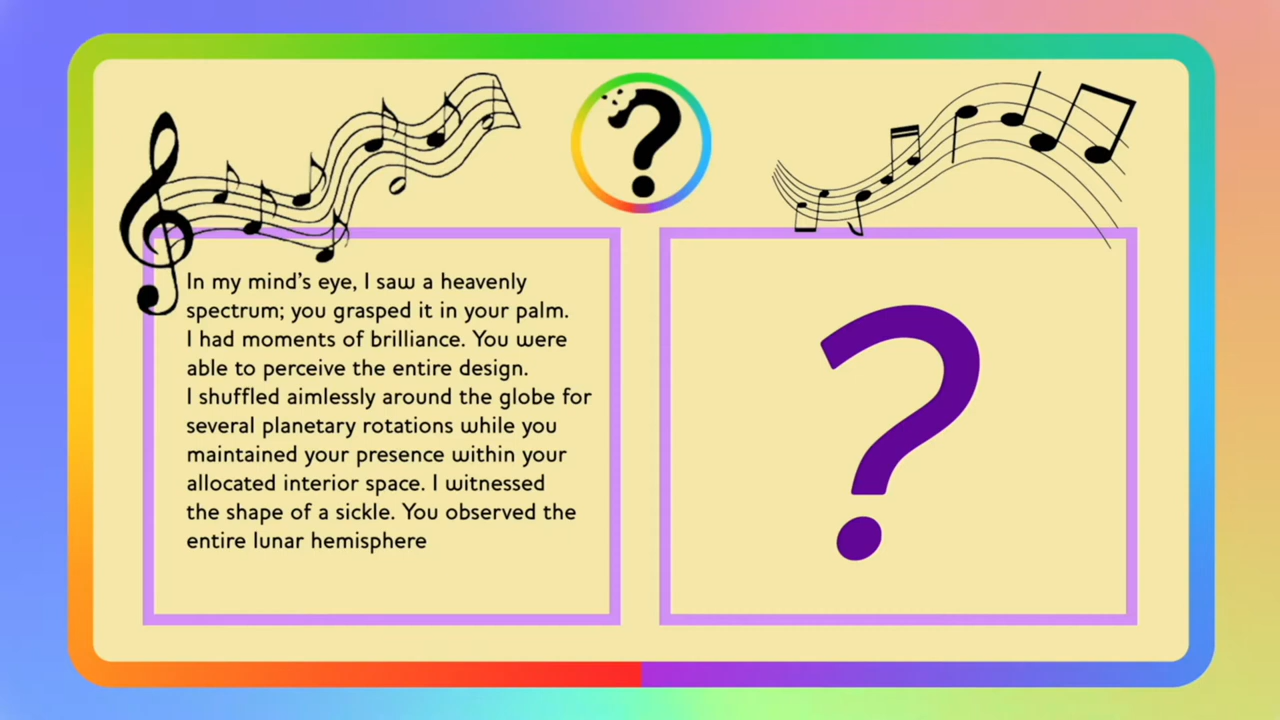 In my mind's eye, I saw a heavenly
spectrum; you grasped it in your palm.
I had moments of brilliance. You were
able to perceive the entire design.
I shuffled aimlessly around the globe for
several planetary rotations while you
maintained your presence within your
allocated interior space. I witnessed
the shape of a sickle. You observed the
entire lunar hemisphere
?
?